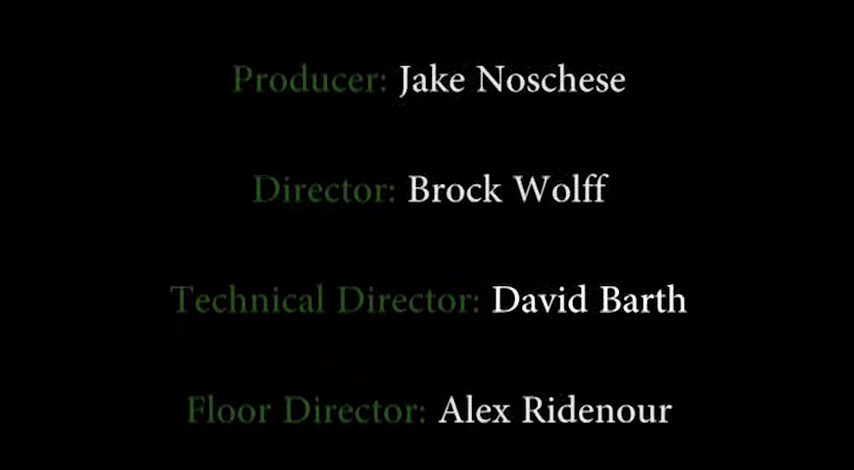 Producer: Jake Noschese
Director: Brock Wolff
Technical Director: David Barth
Floor Director: Alex Ridenour